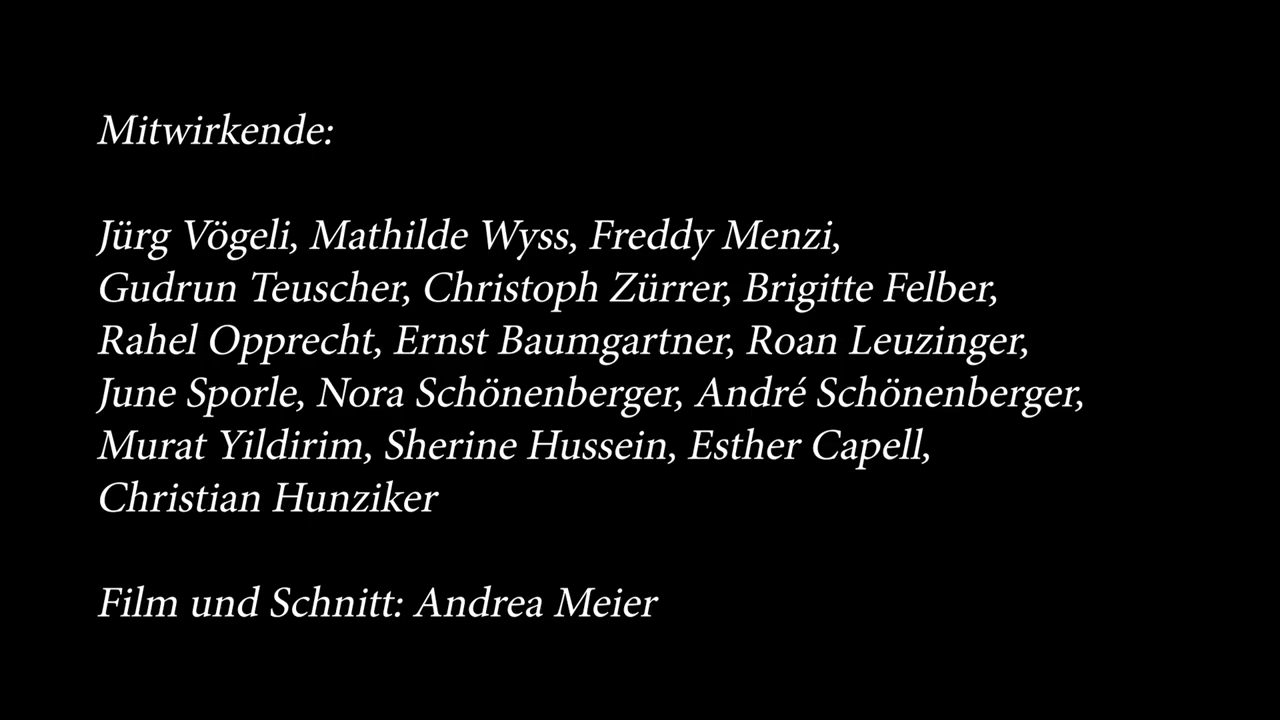 Mitwirkende:
Jürg Vögeli, Mathilde Wyss, Freddy Menzi,
Gudrun Teuscher, Christoph Zürrer, Brigitte Felber,
Rahel Opprecht, Ernst Baumgartner, Roan Leuzinger,
June Sporle, Nora Schönenberger, André Schönenberger,
Murat Yildirim, Sherine Hussein, Esther Capell,
Christian Hunziker
Film und Schnitt: Andrea Meier